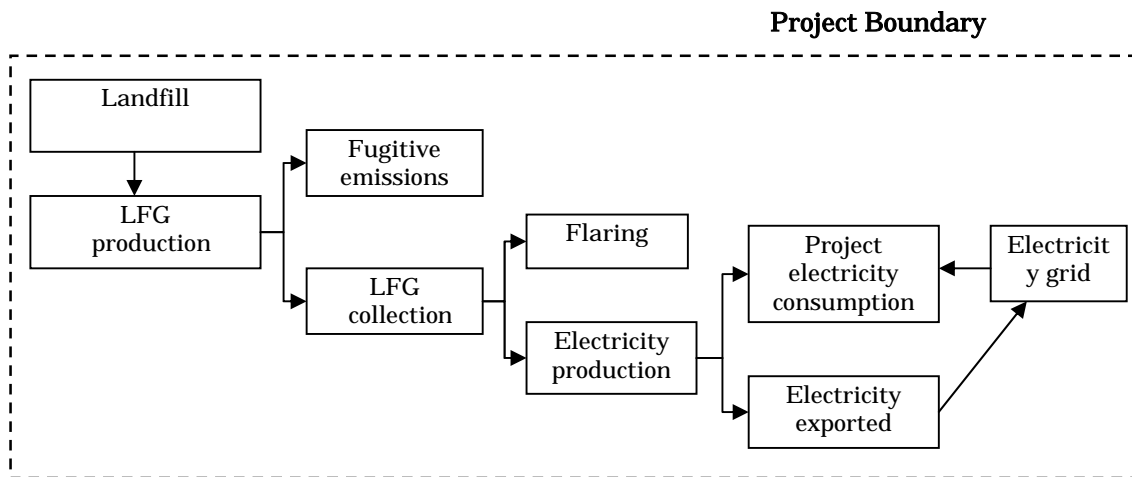 Project Boundary
Landfill
LFG
production
Fugitive
emissions
LFG
collection
Flaring
Electricity
production
Project
electricity
consumption
Electricit
y grid
Electricity
exported